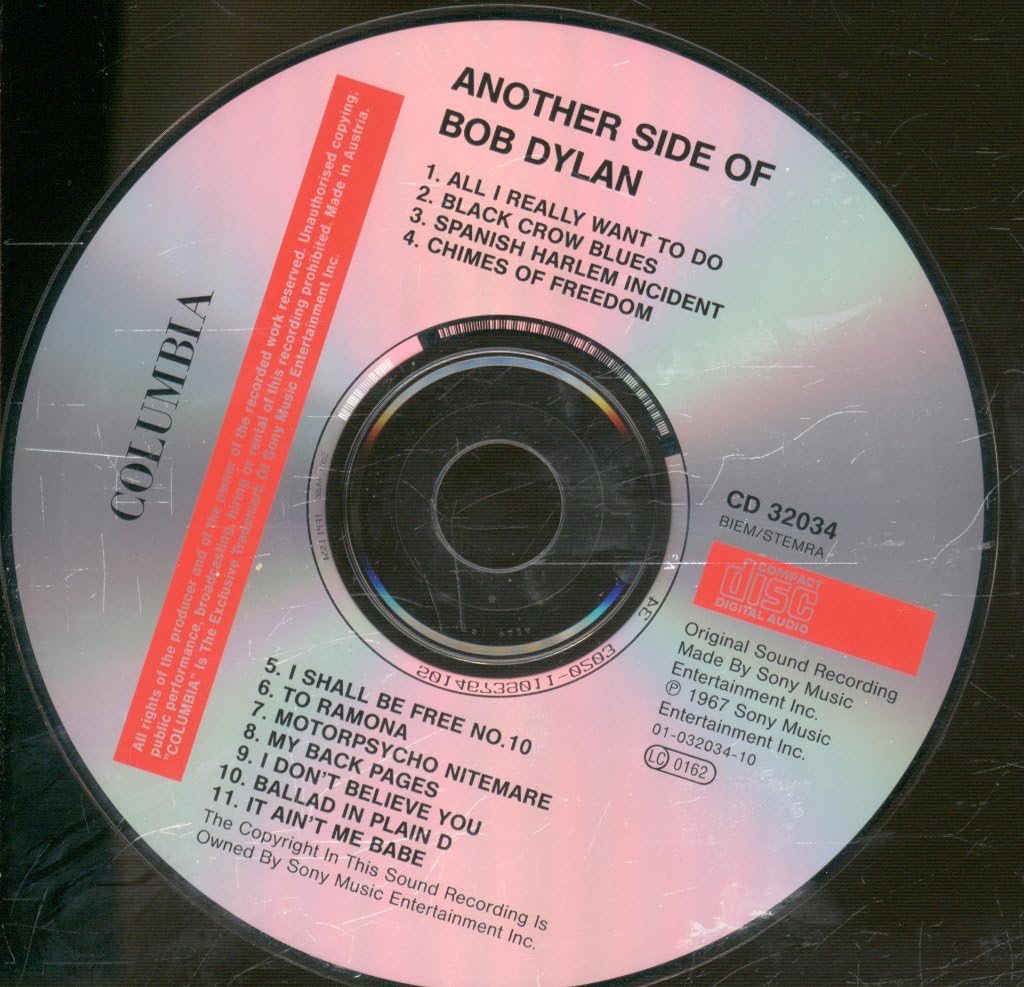 ANOTHER SIDE OF
BOB DYLAN
1. ALL I REALLY WANT TO DO
2. BLACK CROW BLUES
3. SPANISH HARLEM INCIDENT
4. CHIMES OF FREEDOM
COLUMBIA
All rights of the producer and of the owner of the recorded work reserved. Unauthorised copying;
public performance, broadcasting, hiring or rental of this recording prohibited. Made in Austria.
"COLUMBIA" Is The Exclusive Trademark Of Sony Music Entertainment Inc.
CD 32034
BIEM/STEMRA
COMPACT
disc
DIGITAL AUDIO
Original Sound Recording
Made By Sony Music
Entertainment Inc.
℗ 1967 Sony Music
Entertainment Inc.
01-032034-10
LC 0162
34
V3
50146739011-0203
5. I SHALL BE FREE NO.10
6. TO RAMONA
7. MOTORPSYCHO NITEMARE
8. MY BACK PAGES
9. I DON'T BELIEVE YOU
10. BALLAD IN PLAIN D
11. IT AIN'T ME BABE
The Copyright In This Sound Recording Is
Owned By Sony Music Entertainment Inc.